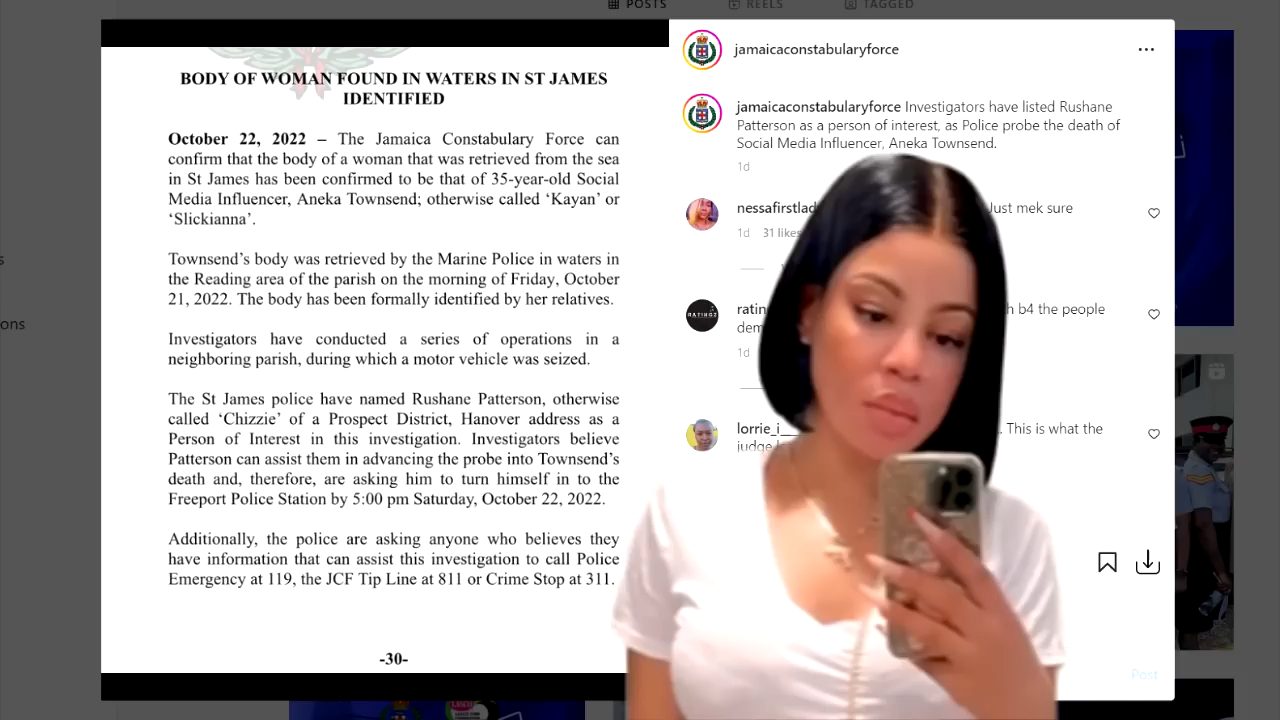 POSTS
REELS
TAGGED
BODY OF WOMAN FOUND IN WATERS IN ST JAMES
IDENTIFIED
October 22, 2022 – The Jamaica Constabulary Force can
confirm that the body of a woman that was retrieved from the sea
in St James has been confirmed to be that of 35-year-old Social
Media Influencer, Aneka Townsend; otherwise called ‘Kayan’ or
‘Slickianna’.
Townsend’s body was retrieved by the Marine Police in waters in
the Reading area of the parish on the morning of Friday, October
21, 2022. The body has been formally identified by her relatives.
Investigators have conducted a series of operations in a
neighboring parish, during which a motor vehicle was seized.
The St James police have named Rushane Patterson, otherwise
called ‘Chizzie’ of a Prospect District, Hanover address as a
Person of Interest in this investigation. Investigators believe
Patterson can assist them in advancing the probe into Townsend’s
death and, therefore, are asking him to turn himself in to the
Freeport Police Station by 5:00 pm Saturday, October 22, 2022.
Additionally, the police are asking anyone who believes they
have information that can assist this investigation to call Police
Emergency at 119, the JCF Tip Line at 811 or Crime Stop at 311.
-30-
jamaicaconstabularyforce
jamaicaconstabularyforce Investigators have listed Rushane
Patterson as a person of interest, as Police probe the death of
Social Media Influencer, Aneka Townsend.
1d
nessafirstlad Just mek sure
1d 31 likes
ratin b4 the people
dem
1d
lorrie_i__ . This is what the
judge
Post